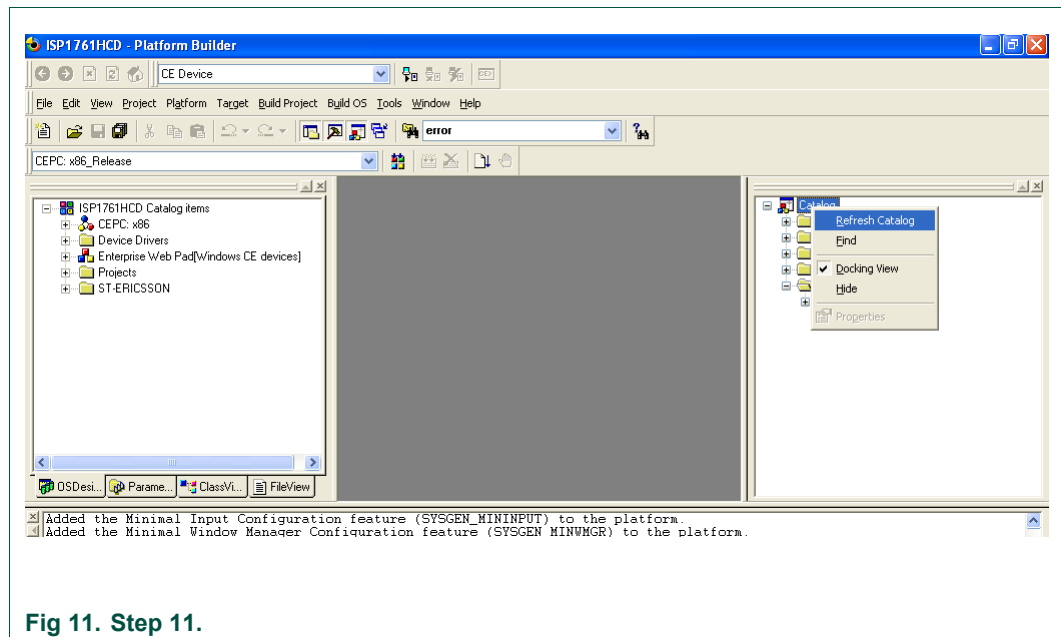 ISP1761HCD - Platform Builder
CE Device
File Edit View Project Platform Target Build Project Build OS Tools Window Help
error
CEPC: x86_Release
ISP1761HCD Catalog items
CEPC: x86
Device Drivers
Enterprise Web Pad[Windows CE devices]
Projects
ST-ERICSSON
Catalog
Refresh Catalog
Find
Docking View
Hide
Properties
OSDesi... Parame... ClassVi... FileView
Added the Minimal Input Configuration feature (SYSGEN_MININPUT) to the platform.
Added the Minimal Window Manager Configuration feature (SYSGEN_MINWMGR) to the platform.
Fig 11. Step 11.